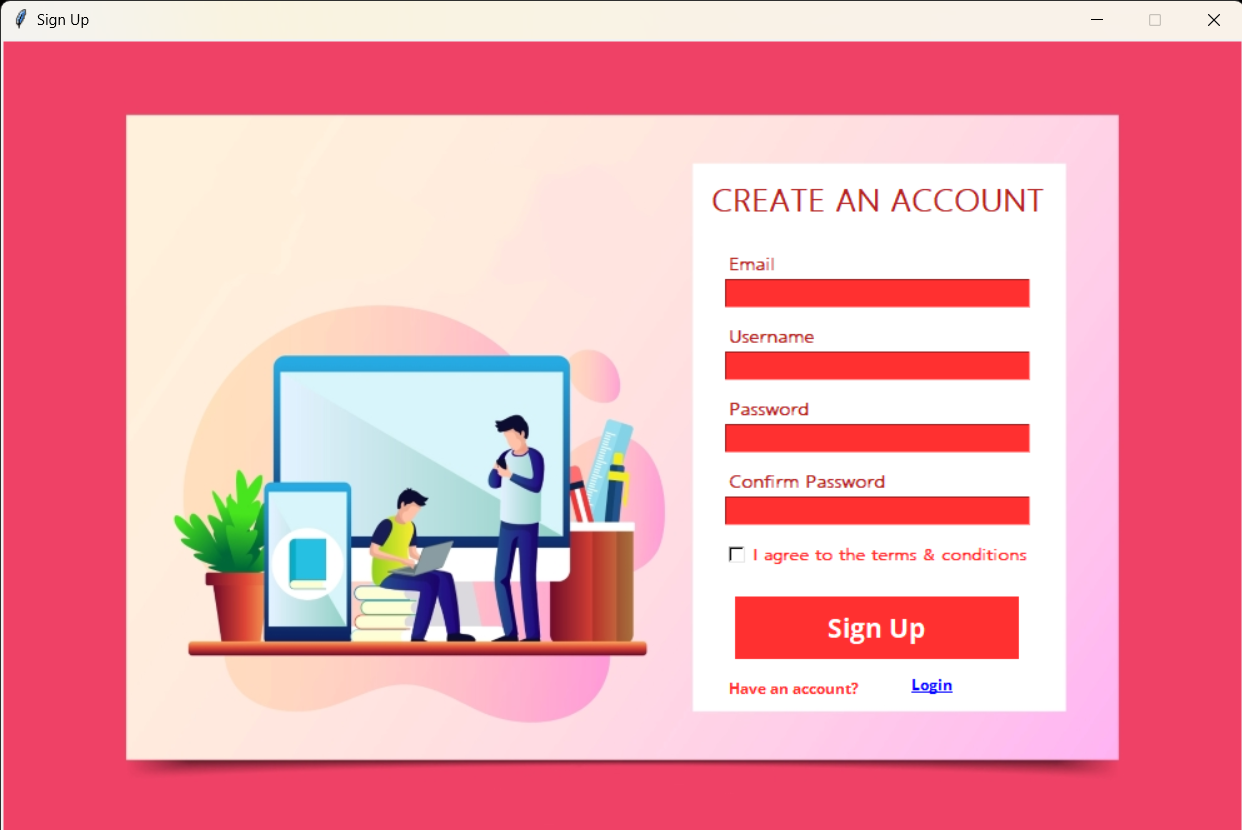 Sign Up
CREATE AN ACCOUNT
Email
Username
Password
Confirm Password
I agree to the terms & conditions
Sign Up
Have an account? Login